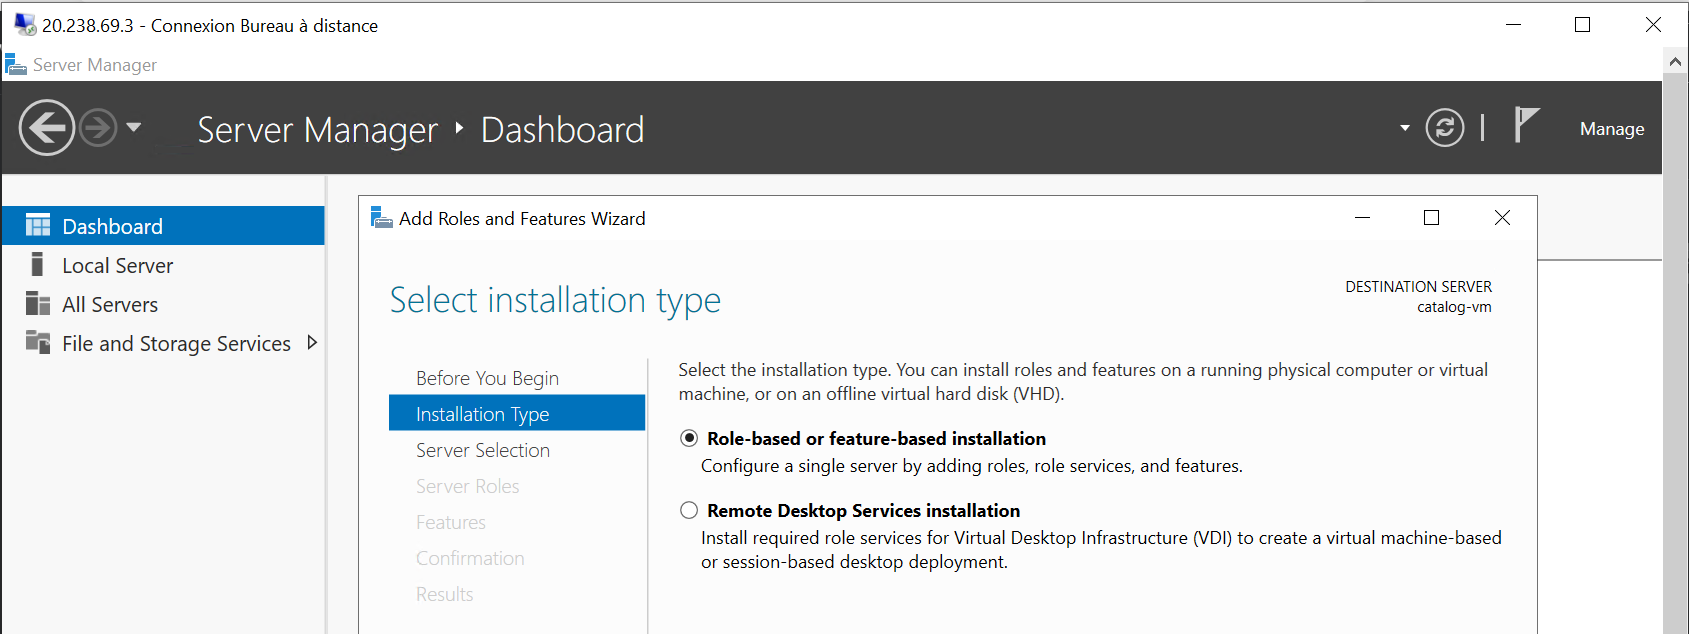 20.238.69.3 - Connexion Bureau à distance
Server Manager
Server Manager Dashboard
Manage
Dashboard
Local Server
All Servers
File and Storage Services
Add Roles and Features Wizard
Select installation type
DESTINATION SERVER
catalog-vm
Before You Begin
Installation Type
Server Selection
Server Roles
Features
Confirmation
Results
Select the installation type. You can install roles and features on a running physical computer or virtual
machine, or on an offline virtual hard disk (VHD).
Role-based or feature-based installation
Configure a single server by adding roles, role services, and features.
Remote Desktop Services installation
Install required role services for Virtual Desktop Infrastructure (VDI) to create a virtual machine-based
or session-based desktop deployment.